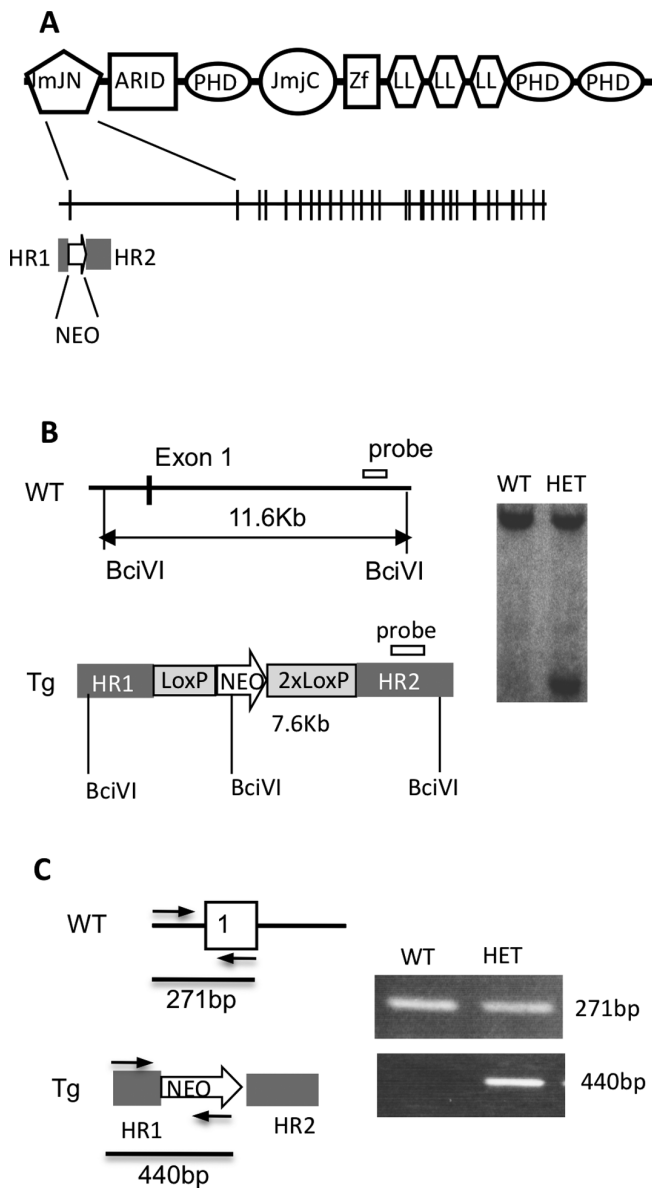 A
JmJN ARID PHD JmjC Zf LL LL LL PHD PHD
HR1 HR2
NEO
B
Exon 1 probe
WT
11.6Kb
BciVI BciVI
WT HET
probe
Tg HR1 LoxP NEO 2xLoxP HR2
7.6Kb
BciVI BciVI BciVI
C
WT 1
271bp
WT HET
271bp
440bp
Tg NEO
HR1 HR2
440bp